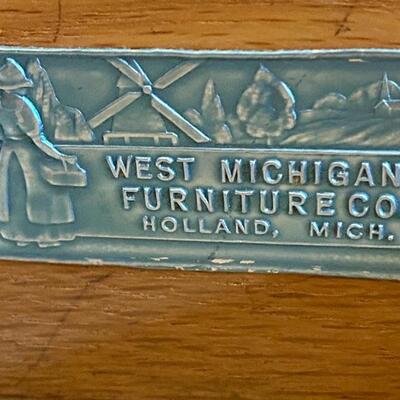 WEST MICHIGAN
FURNITURE CO
HOLLAND, MICH.